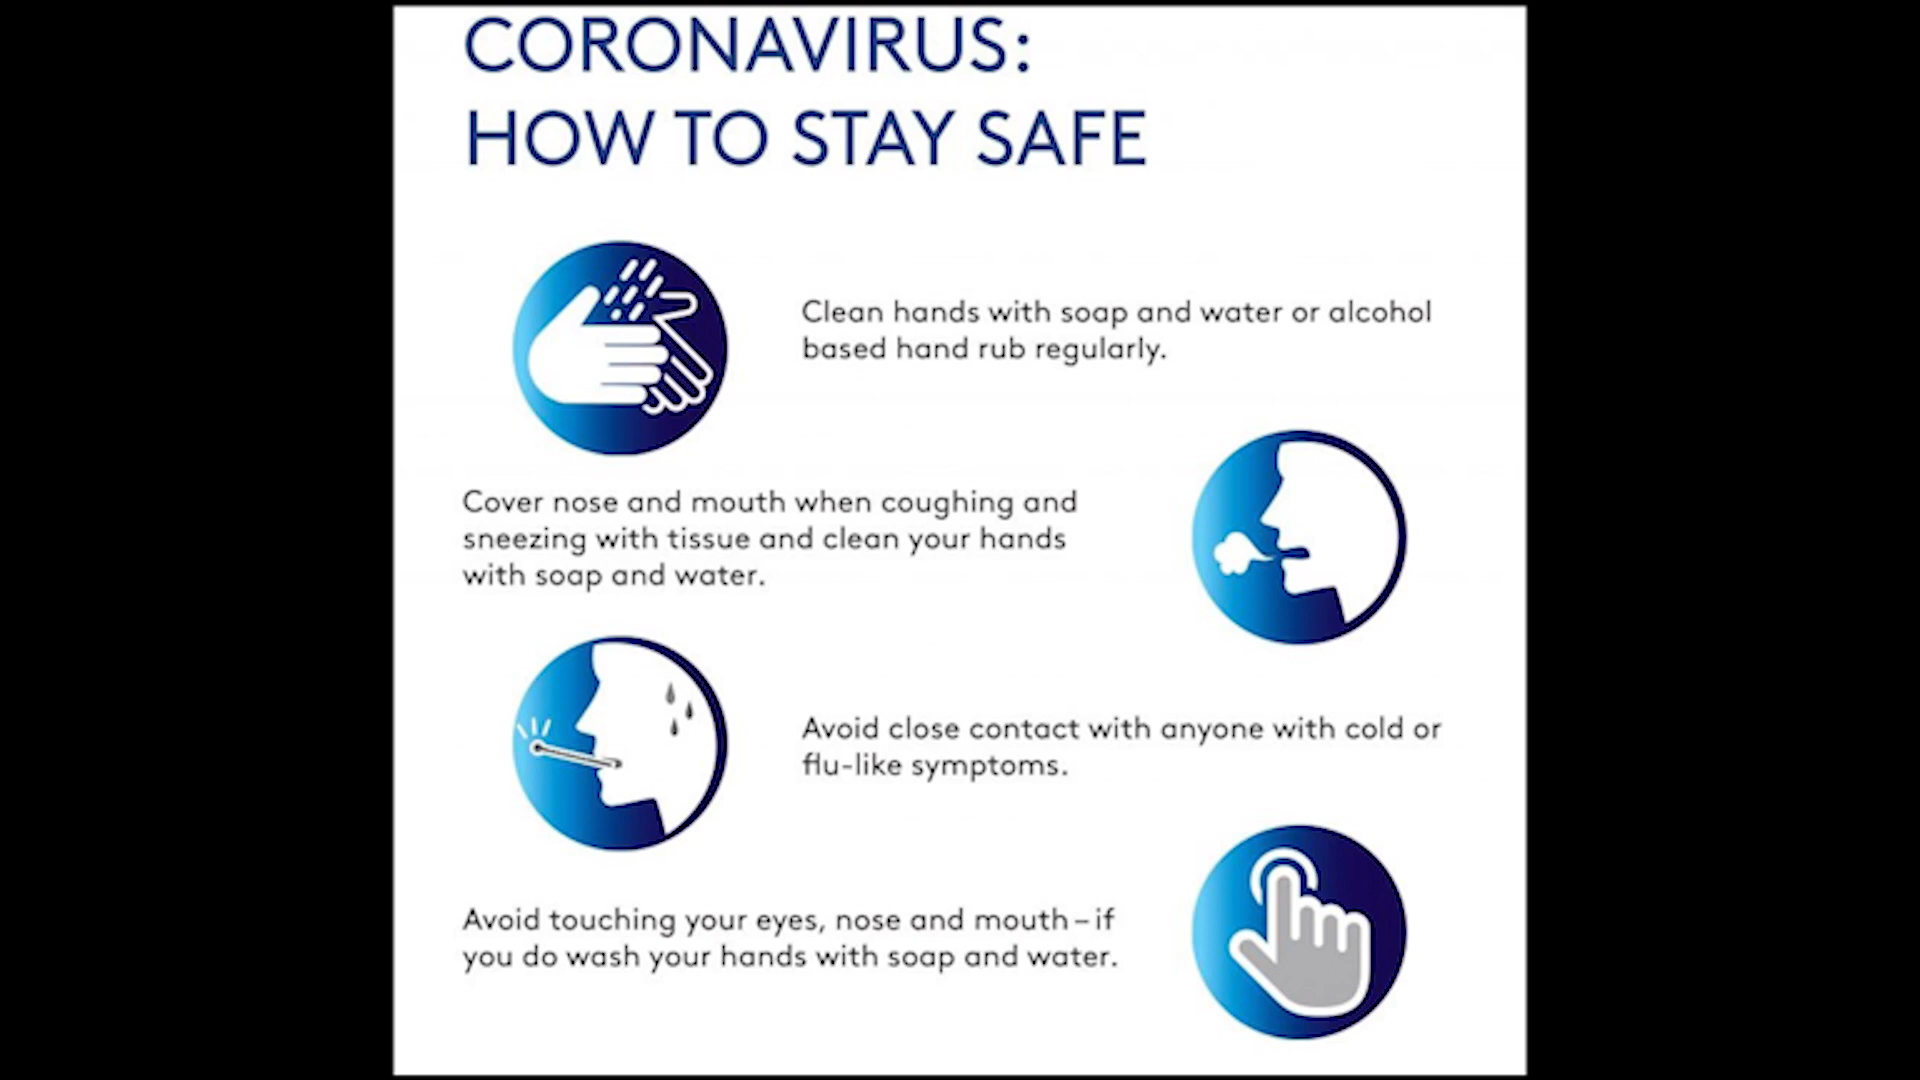 CORONAVIRUS:
HOW TO STAY SAFE
Clean hands with soap and water or alcohol
based hand rub regularly.
Cover nose and mouth when coughing and
sneezing with tissue and clean your hands
with soap and water.
Avoid close contact with anyone with cold or
flu-like symptoms.
Avoid touching your eyes, nose and mouth – if
you do wash your hands with soap and water.